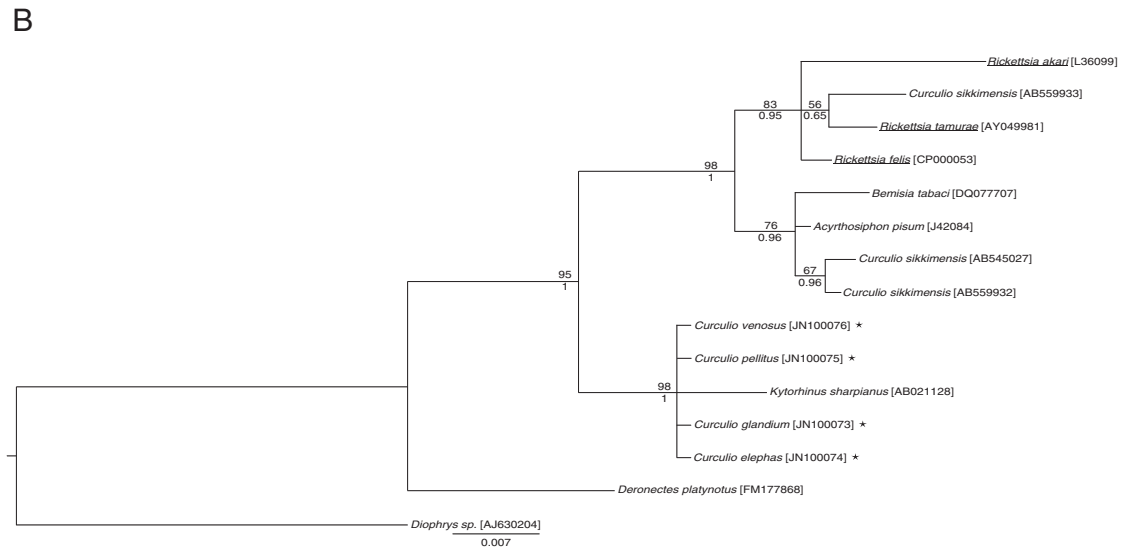 B
Rickettsia akari [L36099]
Curculio sikkimensis [AB559933]
83
56
0.95
0.65
Rickettsia tamurae [AY049981]
Rickettsia felis [CP000053]
98
1
Bemisia tabaci [DQ077707]
76
0.96
Acyrthosiphon pisum [J42084]
Curculio sikkimensis [AB545027]
67
0.96
Curculio sikkimensis [AB559932]
95
1
Curculio venosus [JN100076] ★
Curculio pellitus [JN100075] ★
98
1
Kytorhinus sharpianus [AB021128]
Curculio glandium [JN100073] ★
Curculio elephas [JN100074] ★
Deronectes platynotus [FM177868]
Diophrys sp. [AJ630204]
0.007